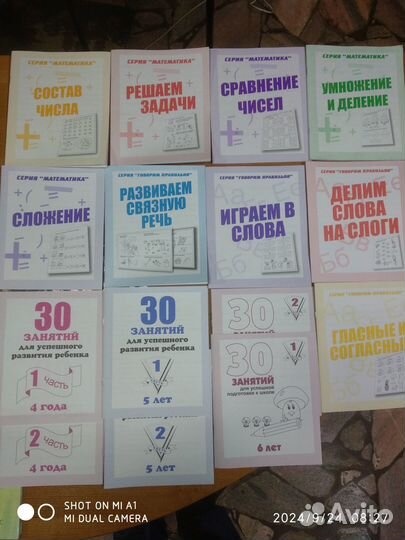 СЕРИЯ "МАТЕМАТИКА"
СОСТАВ
ЧИСЛА
СЕРИЯ "МАТЕМАТИКА"
РЕШАЕМ
ЗАДАЧИ
СЕРИЯ "МАТЕМАТИКА"
СРАВНЕНИЕ
ЧИСЕЛ
СЕРИЯ "МАТЕМАТИКА"
УМНОЖЕНИЕ
И ДЕЛЕНИЕ
СЕРИЯ "МАТЕМАТИКА"
СЛОЖЕНИЕ
СЕРИЯ "ГОВОРИМ ПРАВИЛЬНО"
РАЗВИВАЕМ
СВЯЗНУЮ
РЕЧЬ
СЕРИЯ "ГОВОРИМ ПРАВИЛЬНО"
ИГРАЕМ В
СЛОВА
СЕРИЯ "ГОВОРИМ ПРАВИЛЬНО"
ДЕЛИМ
СЛОВА
НА СЛОГИ
30
ЗАНЯТИЙ
для успешного
развития ребенка
1 часть
4 года
2 часть
4 года
30
ЗАНЯТИЙ
для успешного
развития ребенка
1
5 лет
2
5 лет
30
2
30
1
ЗАНЯТИЙ
для успешной
подготовки к школе
6 лет
СЕРИЯ "ГОВОРИМ ПРАВИЛЬНО"
ГЛАСНЫЕ И
СОГЛАСНЫЕ
SHOT ON MI A1
MI DUAL CAMERA
2024/9/24 08:27
Avito